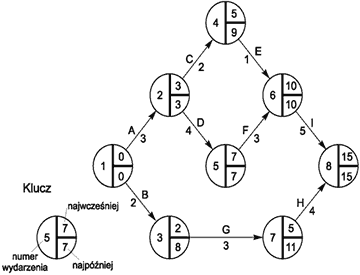 4 5 9
C 2
E 1
2 3 3
6 10 10
A 3
D 4
F 3
I 5
1 0 0
5 7 7
8 15 15
B 2
H 4
3 2 8
G 3
7 5 11
Klucz
najwcześniej
5 7 7
numer
wydarzenia
najpóźniej